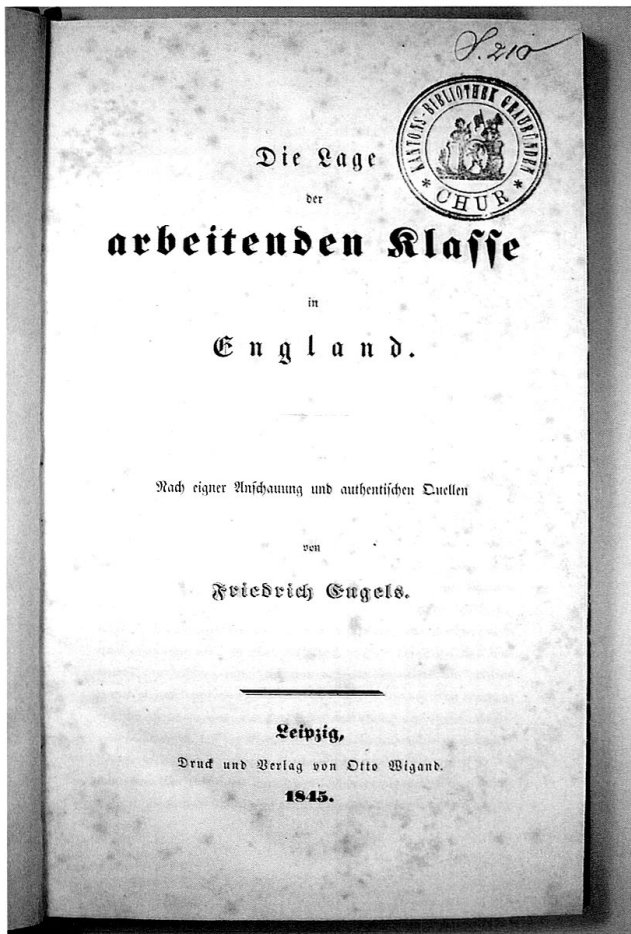 S. 210
KANTONS-BIBLIOTHEK GRAUBÜNDEN
* CHUR *
Die Lage
der
arbeitenden Klaſſe
in
England.
Nach eigner Anſchauung und authentiſchen Quellen
von
Friedrich Engels.
Leipzig,
Druck und Verlag von Otto Wigand.
1845.